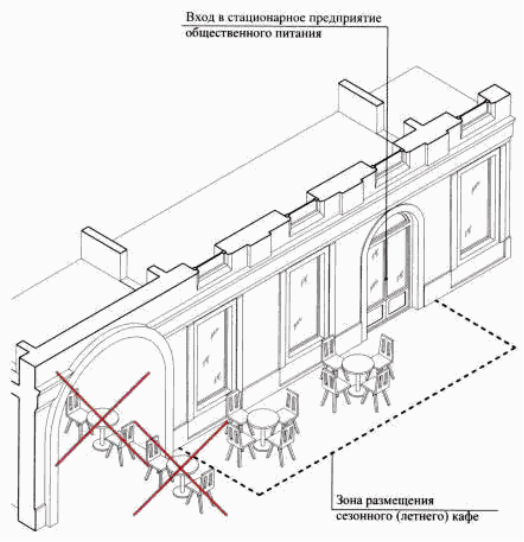 Вход в стационарное предприятие
общественного питания
Зона размещения
сезонного (летнего) кафе